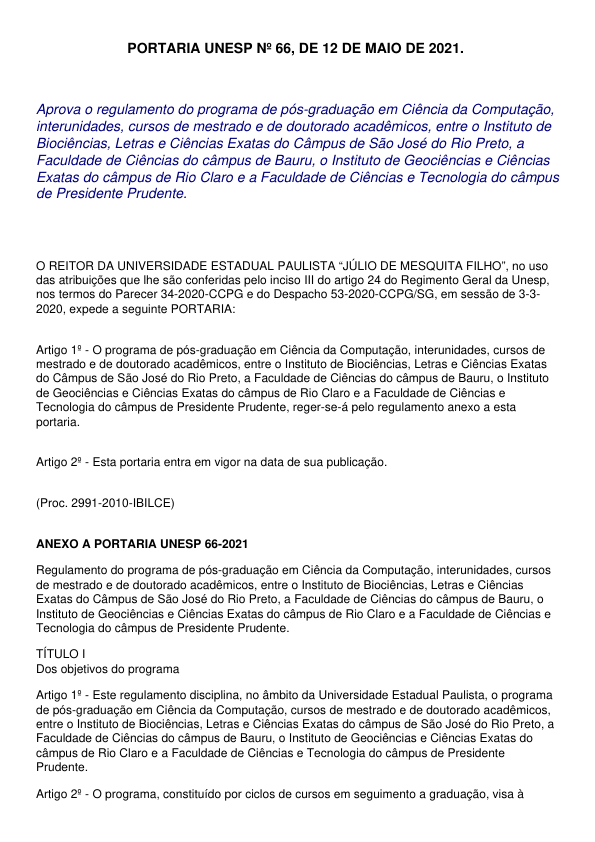 PORTARIA UNESP Nº 66, DE 12 DE MAIO DE 2021.
Aprova o regulamento do programa de pós-graduação em Ciência da Computação,
interunidades, cursos de mestrado e de doutorado acadêmicos, entre o Instituto de
Biociências, Letras e Ciências Exatas do Câmpus de São José do Rio Preto, a
Faculdade de Ciências do câmpus de Bauru, o Instituto de Geociências e Ciências
Exatas do câmpus de Rio Claro e a Faculdade de Ciências e Tecnologia do câmpus
de Presidente Prudente.
O REITOR DA UNIVERSIDADE ESTADUAL PAULISTA “JÚLIO DE MESQUITA FILHO”, no uso
das atribuições que lhe são conferidas pelo inciso III do artigo 24 do Regimento Geral da Unesp,
nos termos do Parecer 34-2020-CCPG e do Despacho 53-2020-CCPG/SG, em sessão de 3-3-
2020, expede a seguinte PORTARIA:
Artigo 1º - O programa de pós-graduação em Ciência da Computação, interunidades, cursos de
mestrado e de doutorado acadêmicos, entre o Instituto de Biociências, Letras e Ciências Exatas
do Câmpus de São José do Rio Preto, a Faculdade de Ciências do câmpus de Bauru, o Instituto
de Geociências e Ciências Exatas do câmpus de Rio Claro e a Faculdade de Ciências e
Tecnologia do câmpus de Presidente Prudente, reger-se-á pelo regulamento anexo a esta
portaria.
Artigo 2º - Esta portaria entra em vigor na data de sua publicação.
(Proc. 2991-2010-IBILCE)
ANEXO A PORTARIA UNESP 66-2021
Regulamento do programa de pós-graduação em Ciência da Computação, interunidades, cursos
de mestrado e de doutorado acadêmicos, entre o Instituto de Biociências, Letras e Ciências
Exatas do Câmpus de São José do Rio Preto, a Faculdade de Ciências do câmpus de Bauru, o
Instituto de Geociências e Ciências Exatas do câmpus de Rio Claro e a Faculdade de Ciências e
Tecnologia do câmpus de Presidente Prudente.
TÍTULO I
Dos objetivos do programa
Artigo 1º - Este regulamento disciplina, no âmbito da Universidade Estadual Paulista, o programa
de pós-graduação em Ciência da Computação, cursos de mestrado e de doutorado acadêmicos,
entre o Instituto de Biociências, Letras e Ciências Exatas do câmpus de São José do Rio Preto, a
Faculdade de Ciências do câmpus de Bauru, o Instituto de Geociências e Ciências Exatas do
câmpus de Rio Claro e a Faculdade de Ciências e Tecnologia do câmpus de Presidente
Prudente.
Artigo 2º - O programa, constituído por ciclos de cursos em seguimento a graduação, visa à